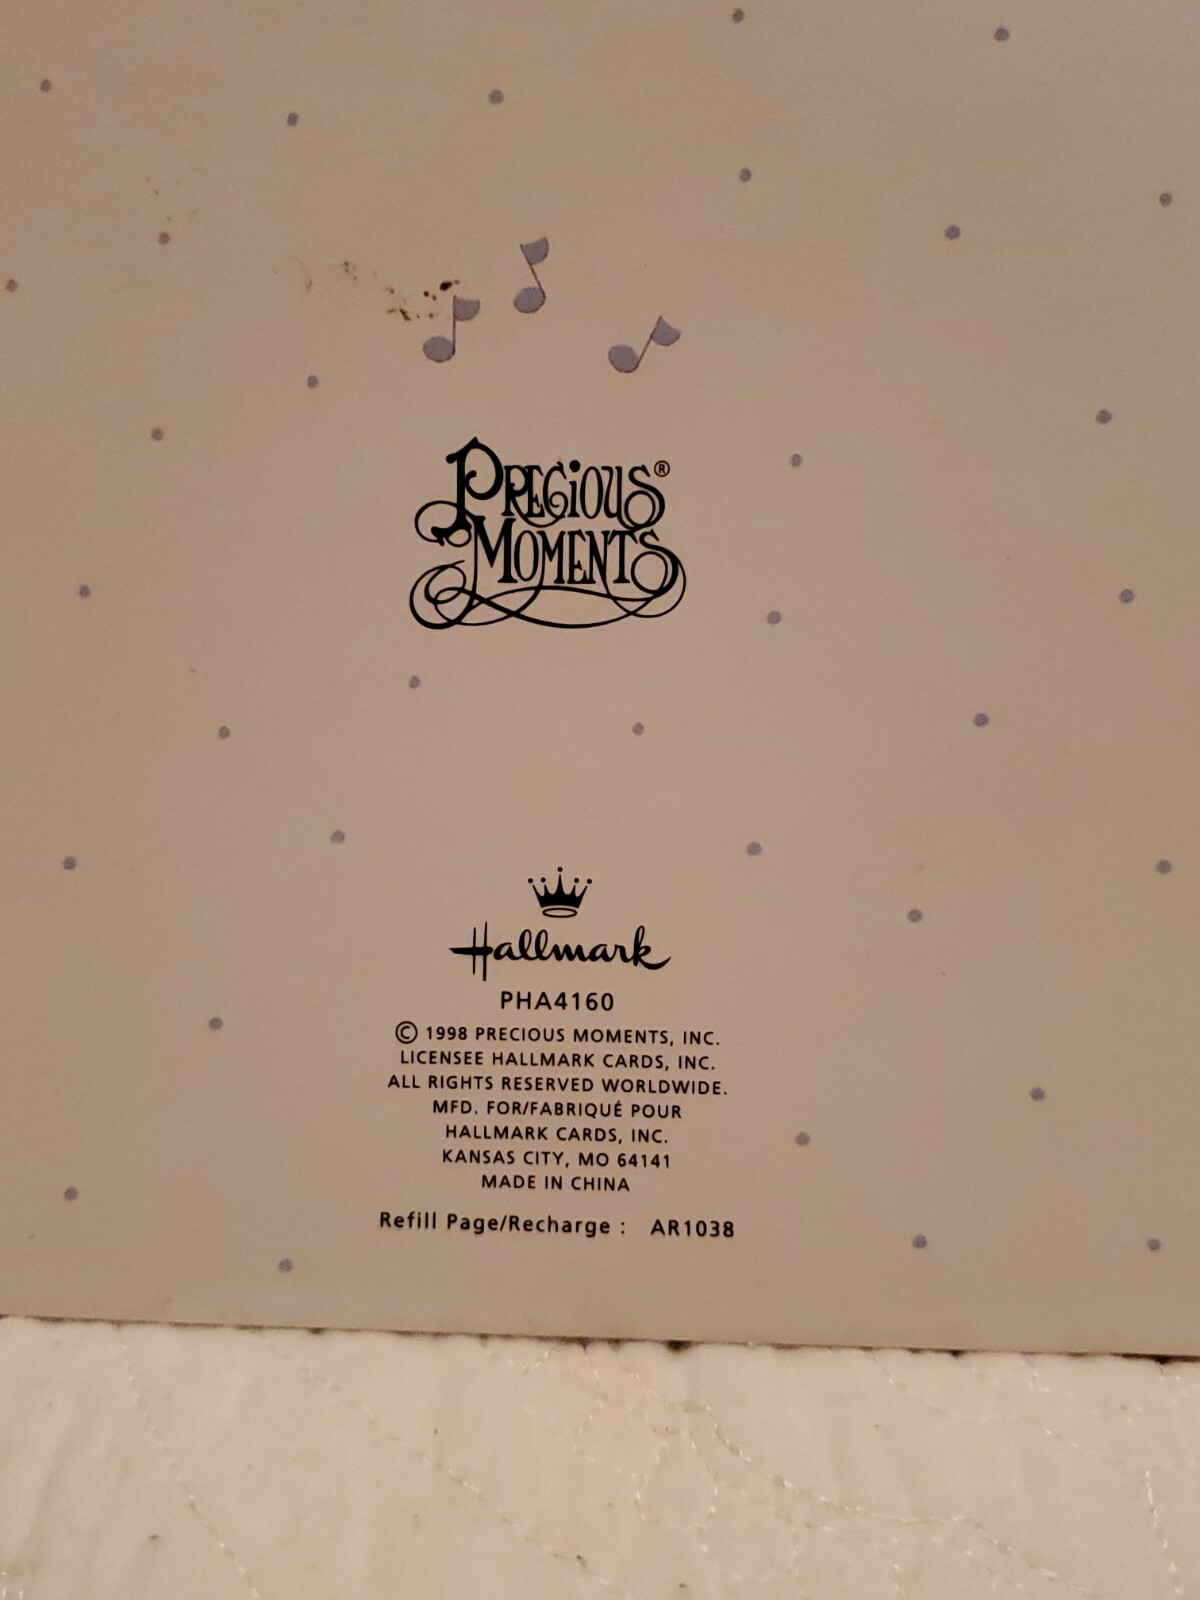 PRECIOUS®
MOMENTS
Hallmark
PHA4160
© 1998 PRECIOUS MOMENTS, INC.
LICENSEE HALLMARK CARDS, INC.
ALL RIGHTS RESERVED WORLDWIDE.
MFD. FOR/FABRIQUÉ POUR
HALLMARK CARDS, INC.
KANSAS CITY, MO 64141
MADE IN CHINA
Refill Page/Recharge : AR1038